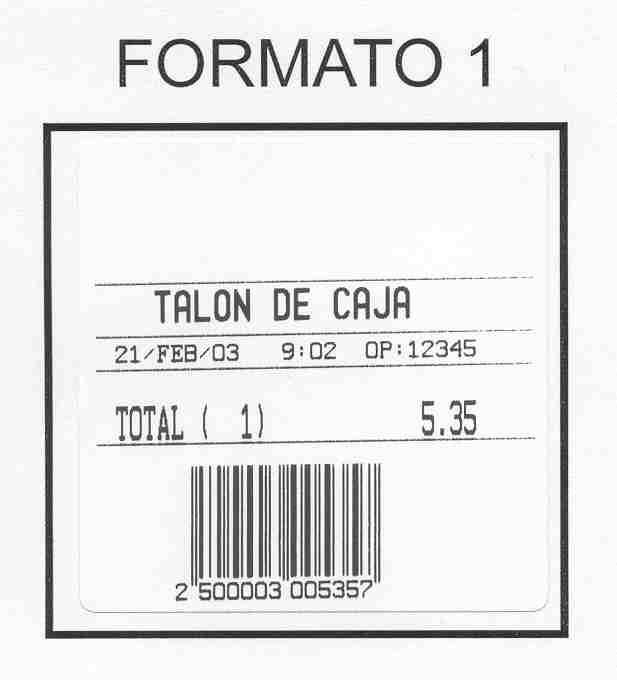 FORMATO 1
TALON DE CAJA
21/FEB/03 9:02 OP:12345
TOTAL ( 1) 5.35
2 500003 005357